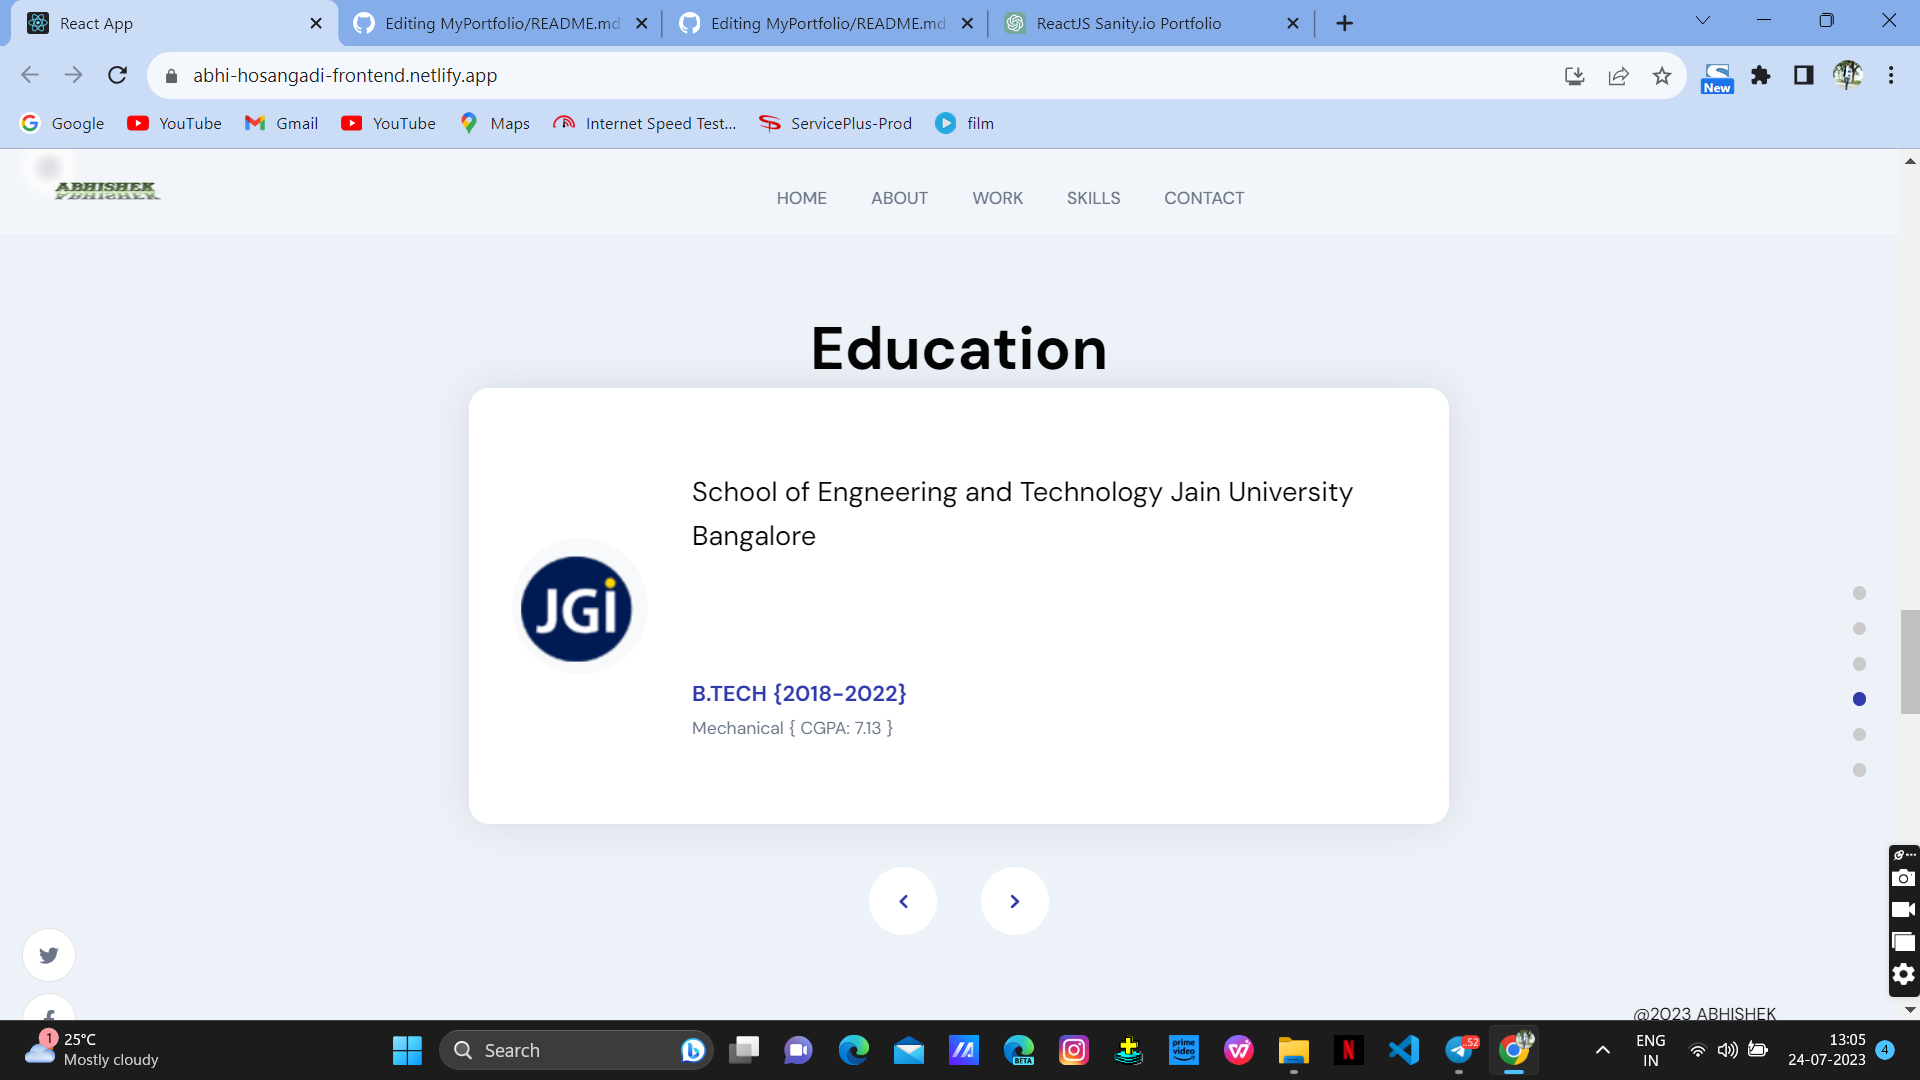 React App
Editing MyPortfolio/README.md
Editing MyPortfolio/README.md
ReactJS Sanity.io Portfolio
abhi-hosangadi-frontend.netlify.app
New
Google
YouTube
Gmail
YouTube
Maps
Internet Speed Test...
ServicePlus-Prod
film
ABHISHEK
HOME
ABOUT
WORK
SKILLS
CONTACT
Education
School of Engneering and Technology Jain University
Bangalore
JGi
B.TECH {2018-2022}
Mechanical { CGPA: 7.13 }
@2023 ABHISHEK
1
25°C
Mostly cloudy
Search
BETA
prime video
N
..52
ENG
IN
13:05
24-07-2023
4